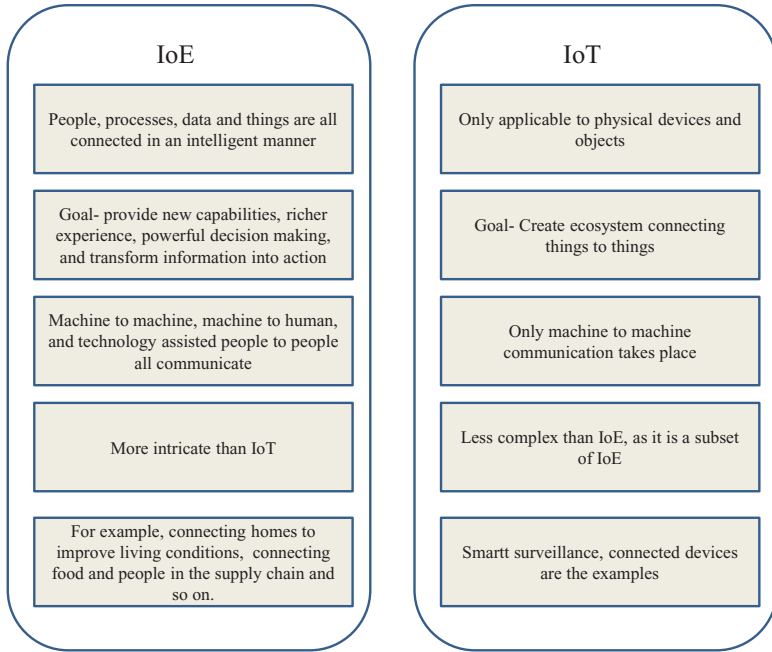 IoE
People, processes, data and things are all
connected in an intelligent manner
Goal- provide new capabilities, richer
experience, powerful decision making,
and transform information into action
Machine to machine, machine to human,
and technology assisted people to people
all communicate
More intricate than IoT
For example, connecting homes to
improve living conditions,  connecting
food and people in the supply chain and
so on.
IoT
Only applicable to physical devices and
objects
Goal- Create ecosystem connecting
things to things
Only machine to machine
communication takes place
Less complex than IoE, as it is a subset
of IoE
Smartt surveillance, connected devices
are the examples